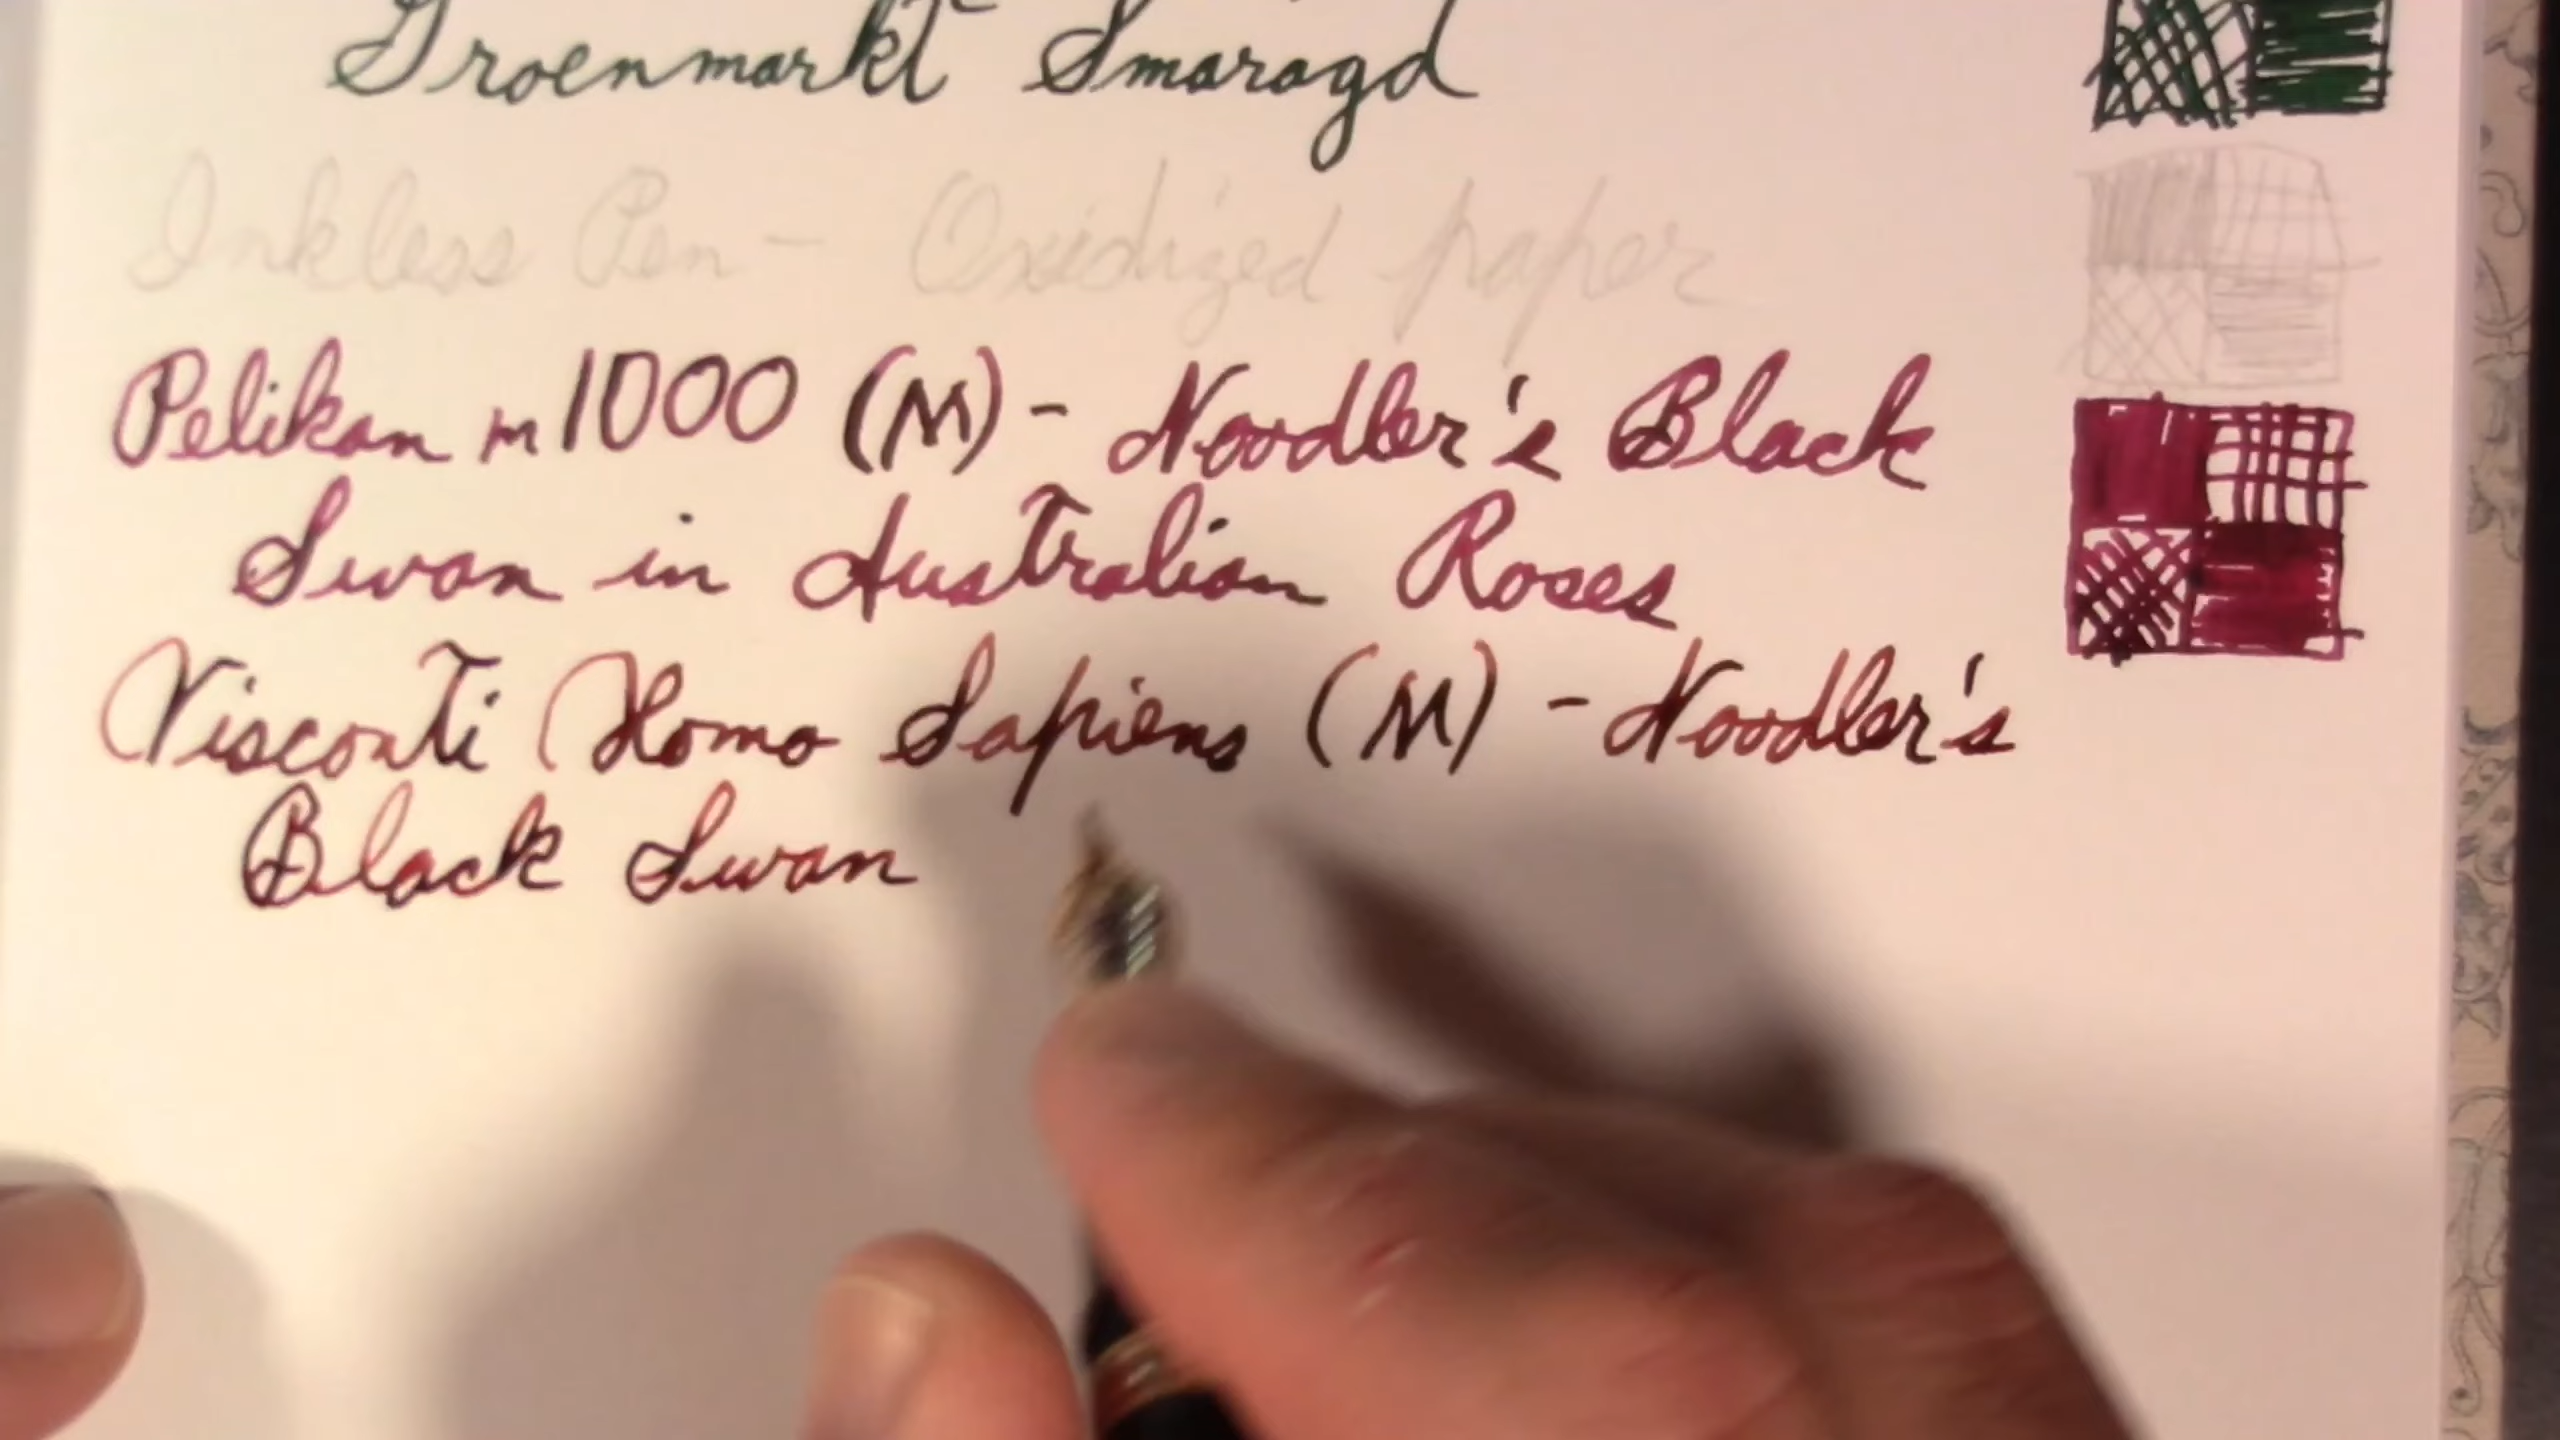 Groenmarkt Smaragd
Inkless Pen - Oxidized paper
Pelikan m1000 (M) - Noodler's Black
Swan in Australian Roses
Visconti Homo Sapiens (M) - Noodler's
Black Swan